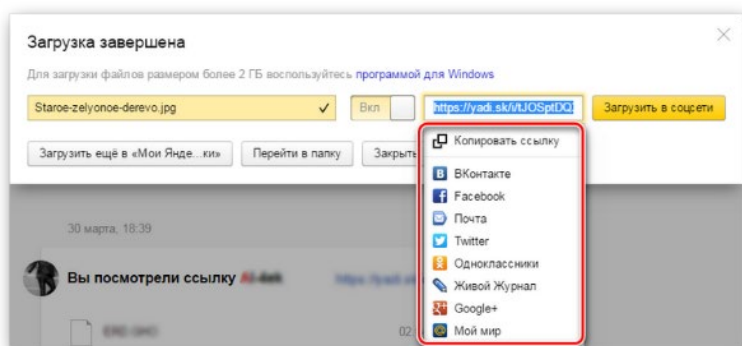 Загрузка завершена
Для загрузки файлов размером более 2 ГБ воспользуйтесь программой для Windows
Staroe-zelyonoe-derevo.jpg Вкл https://yadi.sk/i/tJOSptDQ Загрузить в соцсети
Загрузить ещё в «Мои Янде...ки» Перейти в папку Закрыть
Копировать ссылку
ВКонтакте
Facebook
Почта
Twitter
Одноклассники
Живой Журнал
Google+
Мой мир
30 марта, 18:39
Вы посмотрели ссылку
02.